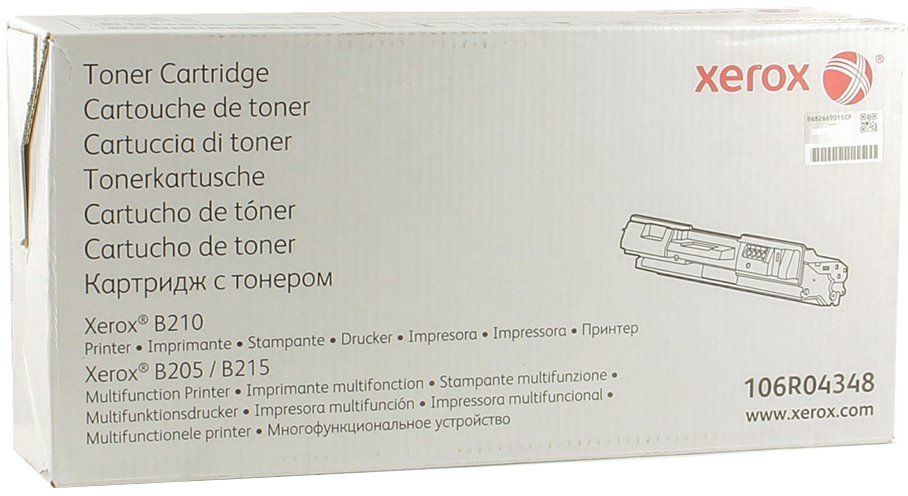 Toner Cartridge
Cartouche de toner
Cartuccia di toner
Tonerkartusche
Cartucho de tóner
Cartucho de toner
Картридж с тонером
Xerox® B210
Printer • Imprimante • Stampante • Drucker • Impresora • Impressora • Принтер
Xerox® B205 / B215
Multifunction Printer • Imprimante multifonction • Stampante multifunzione •
Multifunktionsdrucker • Impresora multifunción • Impressora multifuncional •
Multifunctionele printer • Многофункциональное устройство
xerox ®
848266901SCP
106R04348
www.xerox.com